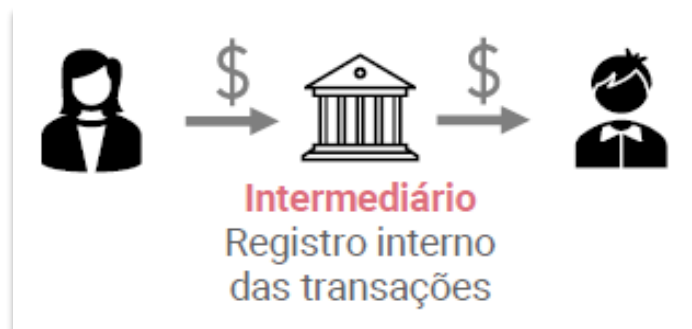 $ $
Intermediário
Registro interno
das transações